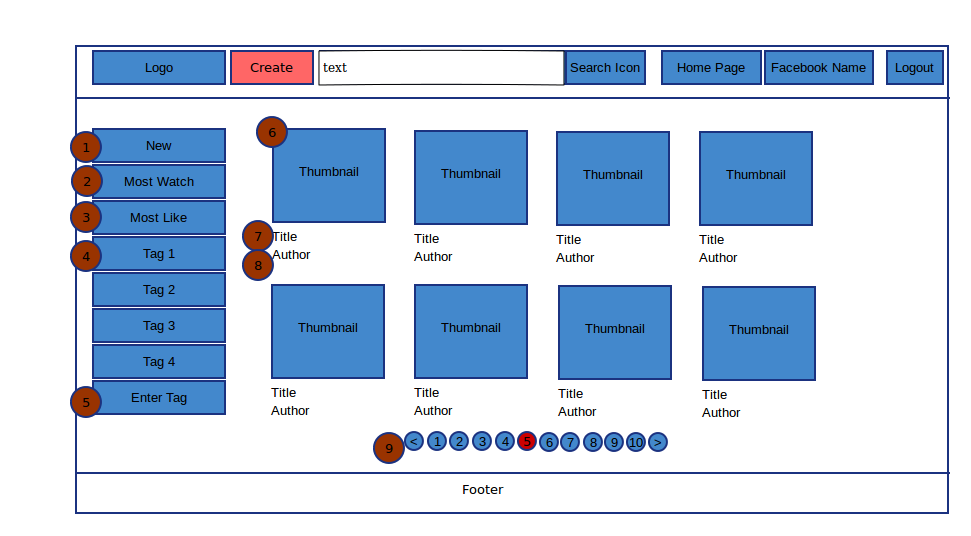 Logo
Create
text
Search Icon
Home Page
Facebook Name
Logout
1
New
2
Most Watch
3
Most Like
4
Tag 1
Tag 2
Tag 3
Tag 4
5
Enter Tag
6
Thumbnail
Thumbnail
Thumbnail
Thumbnail
7
Title
Title
Title
Title
8
Author
Author
Author
Author
Thumbnail
Thumbnail
Thumbnail
Thumbnail
Title
Title
Title
Title
Author
Author
Author
Author
9
< 1 2 3 4 5 6 7 8 9 10 >
Footer